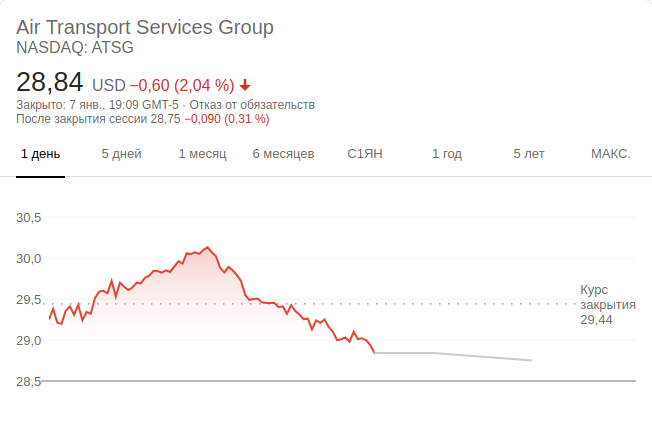 Air Transport Services Group
NASDAQ: ATSG
28,84 USD −0,60 (2,04 %)
Закрыто: 7 янв., 19:09 GMT-5 · Отказ от обязательств
После закрытия сессии 28,75 −0,090 (0,31 %)
1 день 5 дней 1 месяц 6 месяцев С1ЯН 1 год 5 лет МАКС.
30,5
30,0
29,5
29,0
28,5
Курс
закрытия
29,44